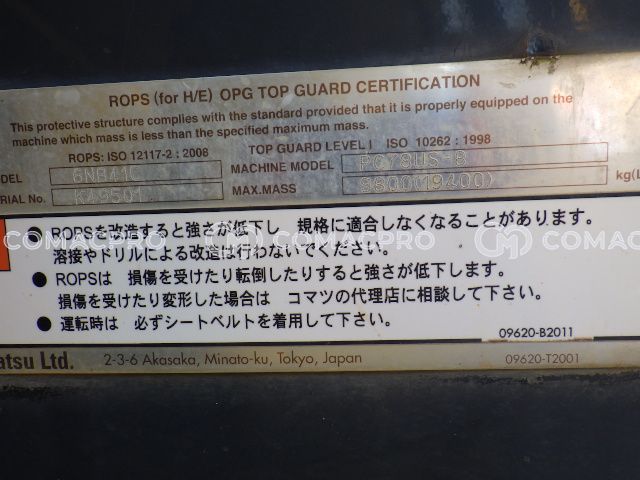 ROPS (for H/E) OPG TOP GUARD CERTIFICATION
This protective structure complies with the standard provided that it is properly equipped on the
machine which mass is less than the specified maximum mass.
ROPS: ISO 12117-2 : 2008 TOP GUARD LEVEL I ISO 10262 : 1998
DEL 6NB41C MACHINE MODEL PC78US-8
RIAL No. K49501 MAX.MASS 8800(19400) kg(L
● ROPSを改造すると強さが低下し 規格に適合しなくなることがあります。
溶接やドリルによる改造は行わないでください。
COMACPRO CM COMACPRO CM COMAC
● ROPSは 損傷を受けたり転倒したりすると強さが低下します。
損傷を受けたり変形した場合は コマツの代理店に相談して下さい。
● 運転時は 必ずシートベルトを着用して下さい。
09620-B2011
atsu Ltd. 2-3-6 Akasaka, Minato-ku, Tokyo, Japan 09620-T2001